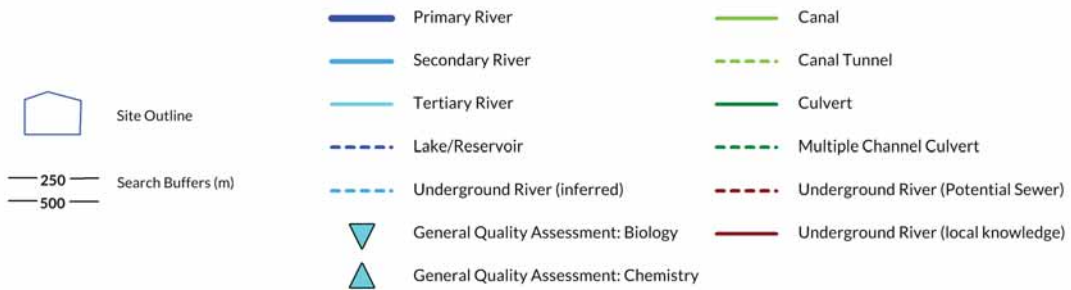 Site Outline
250
500
Search Buffers (m)
Primary River
Secondary River
Tertiary River
Lake/Reservoir
Underground River (inferred)
General Quality Assessment: Biology
General Quality Assessment: Chemistry
Canal
Canal Tunnel
Culvert
Multiple Channel Culvert
Underground River (Potential Sewer)
Underground River (local knowledge)